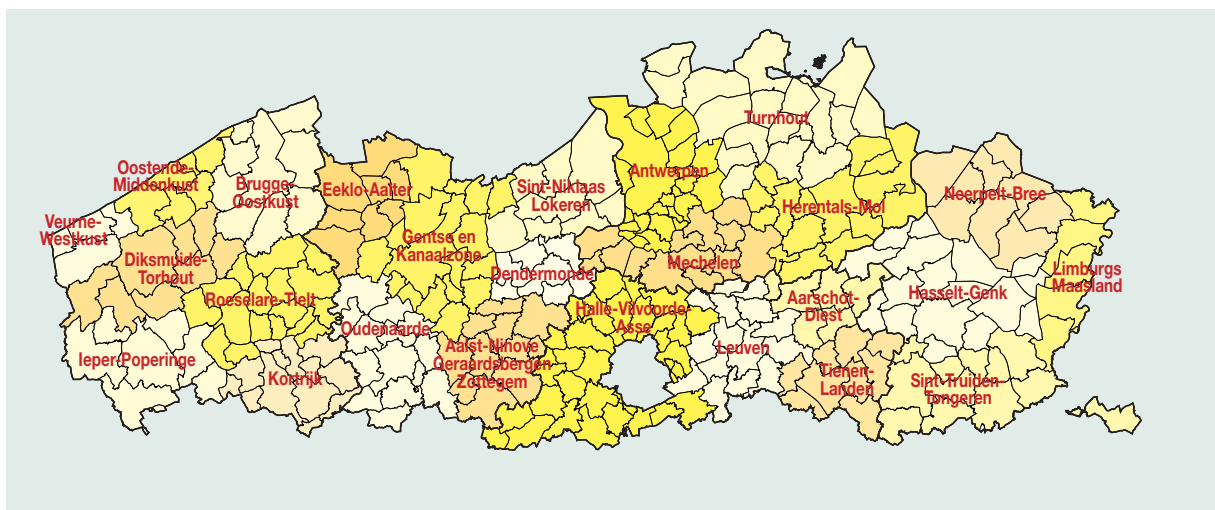 Turnhout
Oostende-
Middenkust
Brugge-
Oostkust
Eeklo-Aalter
Sint-Niklaas
Lokeren
Antwerpen
Herentals-Mol
Neerpelt-Bree
Veurne-
Westkust
Diksmuide-
Torhout
Gentse en
Kanaalzone
Dendermonde
Mechelen
Limburgs
Maasland
Roeselare-Tielt
Oudenaarde
Halle-Vilvoorde-
Asse
Aarschot-
Diest
Hasselt-Genk
Ieper-Poperinge
Kortrijk
Aalst-Ninove
Geraardsbergen
Zottegem
Leuven
Tienen-
Landen
Sint-Truiden-
Tongeren